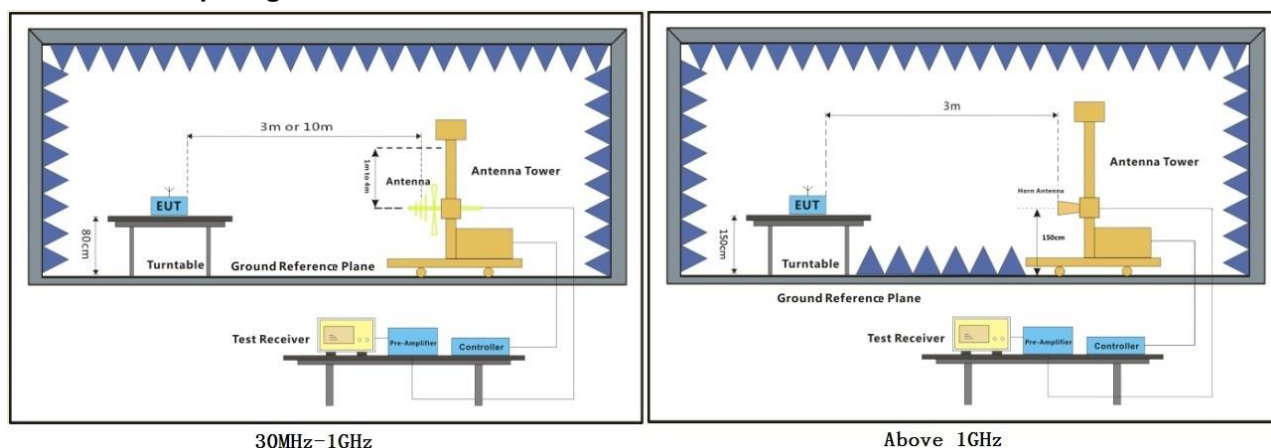 3m or 10m
1m to 4m
Antenna
Antenna Tower
EUT
80cm
Turntable
Ground Reference Plane
Test Receiver
Pre-Amplifier
Controller
30MHz-1GHz
3m
Antenna Tower
Horn Antenna
EUT
150cm
150cm
Turntable
Ground Reference Plane
Test Receiver
Pre-Amplifier
Controller
Above 1GHz